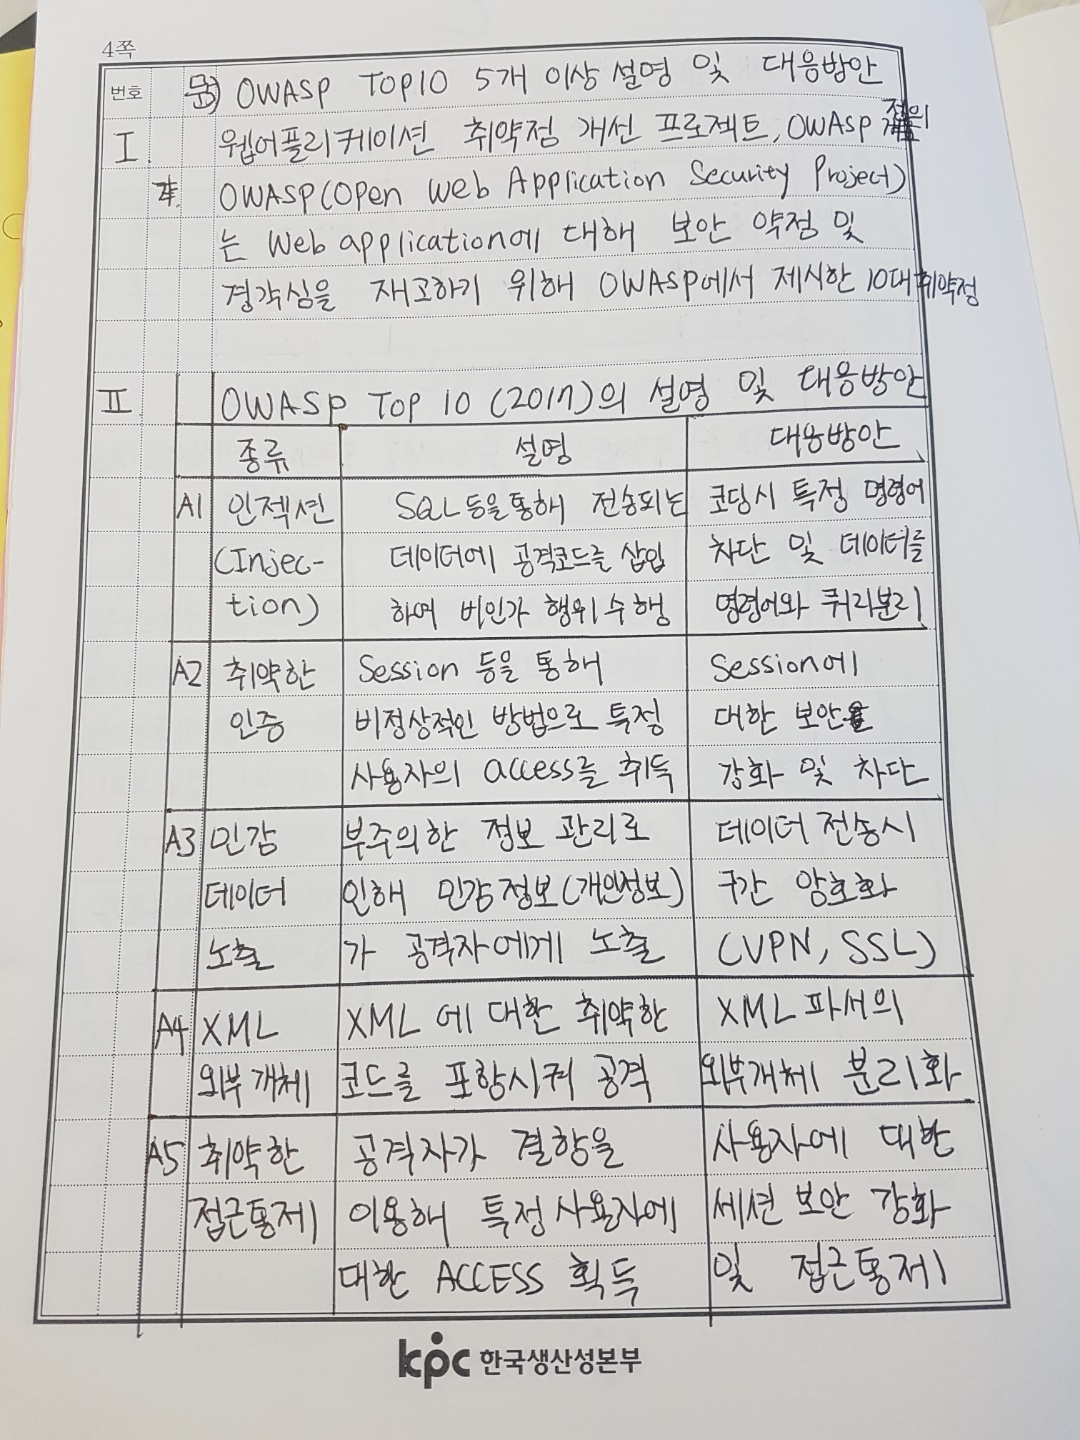 4쪽
번호 문) OWASP TOP10 5개 이상 설명 및 대응방안
I. 웹어플리케이션 취약점 개선 프로젝트, OWASP 정의
OWASP(Open Web Application Security Project)
는 Web application에 대해 보안 약점 및
경각심을 재고하기 위해 OWASP에서 제시한 10대 취약점
II. OWASP TOP 10 (2017)의 설명 및 대응방안
종류 설명 대응방안
A1 인젝션 SQL 등을통해 전송되는 코딩시 특정 명령어
(Injec- 데이터에 공격코드를 삽입 차단 및 데이터를
tion) 하여 비인가 행위 수행 명령어와 쿼리분리
A2 취약한 Session 등을 통해 Session에
인증 비정상적인 방법으로 특정 대한 보안을
사용자의 access를 취득 강화 및 차단
A3 민감 부주의한 정보 관리로 데이터 전송시
데이터 인해 민감정보(개인정보) 구간 암호화
노출 가 공격자에게 노출 (VPN, SSL)
A4 XML XML 에 대한 취약한 XML 파서의
외부개체 코드를 포함시켜 공격 외부개체 분리화
A5 취약한 공격자가 결함을 사용자에 대한
접근통제 이용해 특정 사용자에 세션 보안 강화
대한 ACCESS 획득 및 접근통제
kpc 한국생산성본부